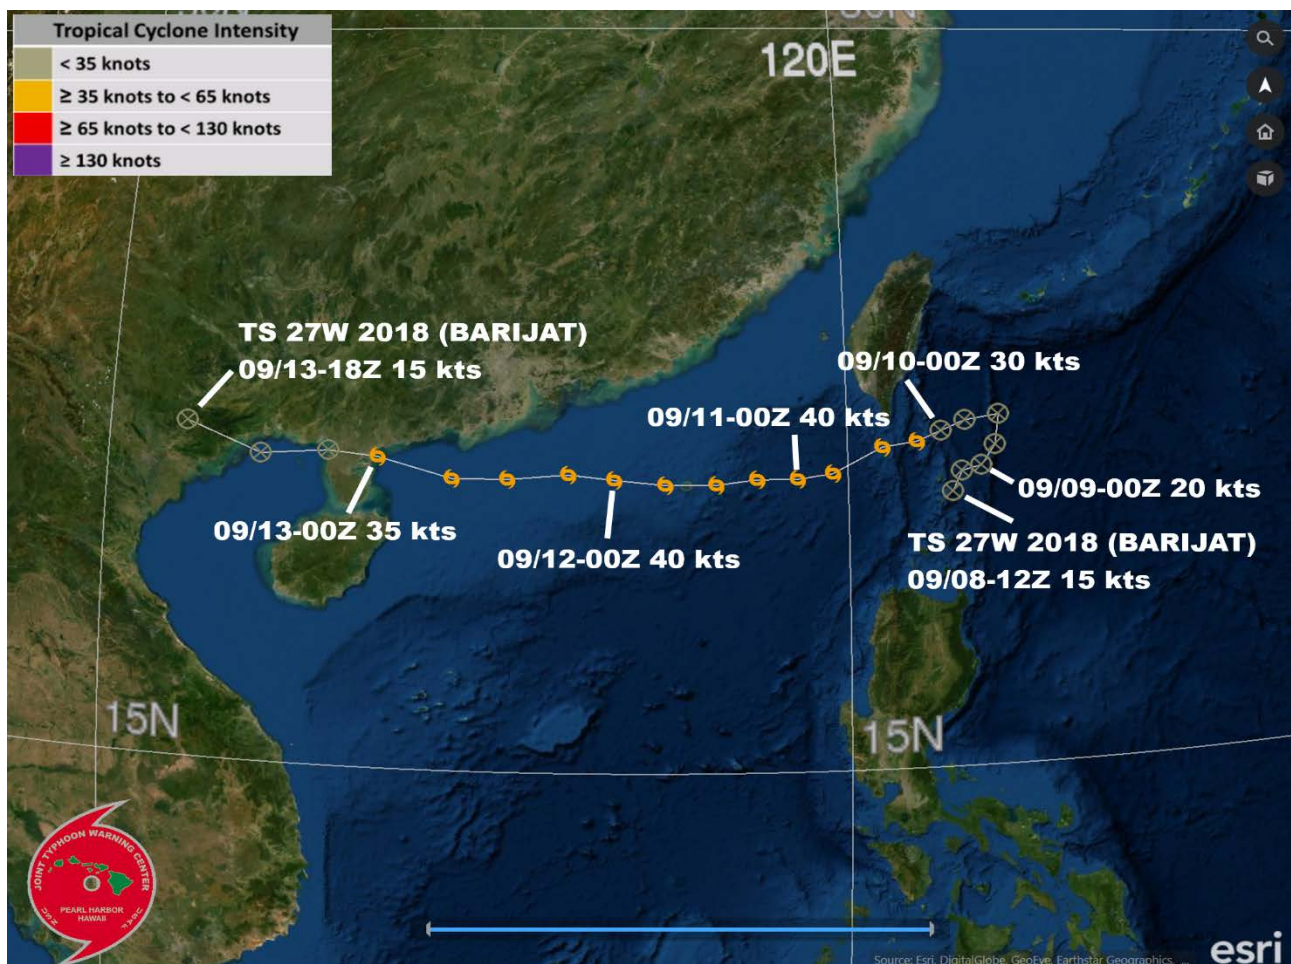 Tropical Cyclone Intensity
< 35 knots
≥ 35 knots to < 65 knots
≥ 65 knots to < 130 knots
≥ 130 knots
120E
TS 27W 2018 (BARIJAT)
09/13-18Z 15 kts
09/10-00Z 30 kts
09/11-00Z 40 kts
09/09-00Z 20 kts
09/13-00Z 35 kts
09/12-00Z 40 kts
TS 27W 2018 (BARIJAT)
09/08-12Z 15 kts
15N
15N
JOINT TYPHOON WARNING CENTER
PEARL HARBOR
HAWAII
esri
Source: Esri, DigitalGlobe, GeoEye, Earthstar Geographics, ...